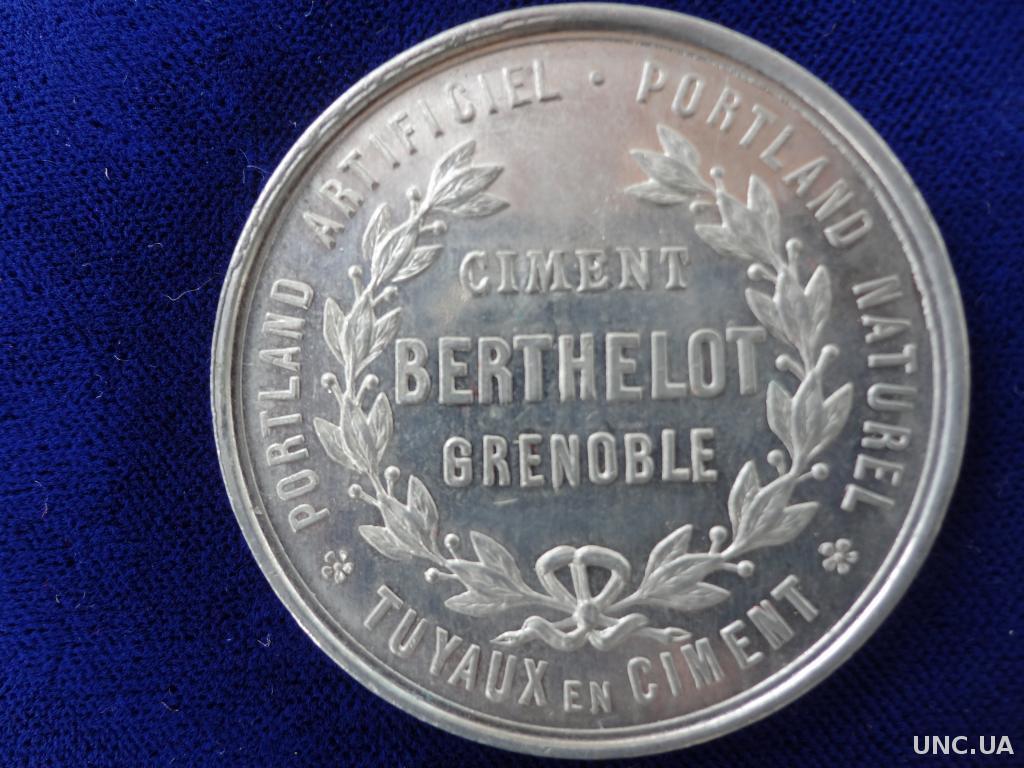 PORTLAND ARTIFICIEL · PORTLAND NATUREL
CIMENT
BERTHELOT
GRENOBLE
TUYAUX EN CIMENT
UNC.UA